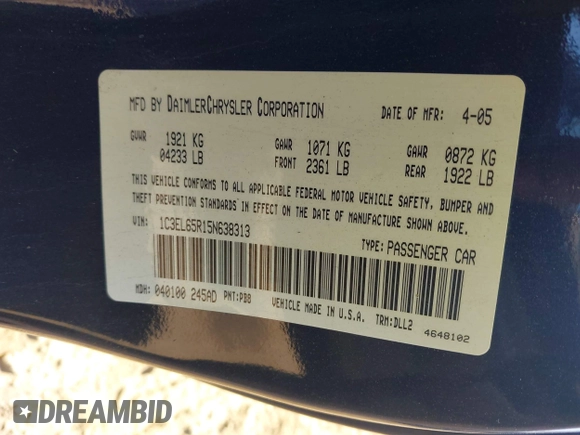 MFD BY DAIMLERCHRYSLER CORPORATION DATE OF MFR: 4-05
GVWR 1921 KG GAWR 1071 KG GAWR 0872 KG
04233 LB FRONT 2361 LB REAR 1922 LB
THIS VEHICLE CONFORMS TO ALL APPLICABLE FEDERAL MOTOR VEHICLE SAFETY, BUMPER AND
THEFT PREVENTION STANDARDS IN EFFECT ON THE DATE OF MANUFACTURE SHOWN ABOVE.
VIN: 1C3EL65R15N638313 TYPE: PASSENGER CAR
MDH: 040100 245AD PNT: PB8 VEHICLE MADE IN U.S.A. TRM: DLL2
4648102
DREAMBID